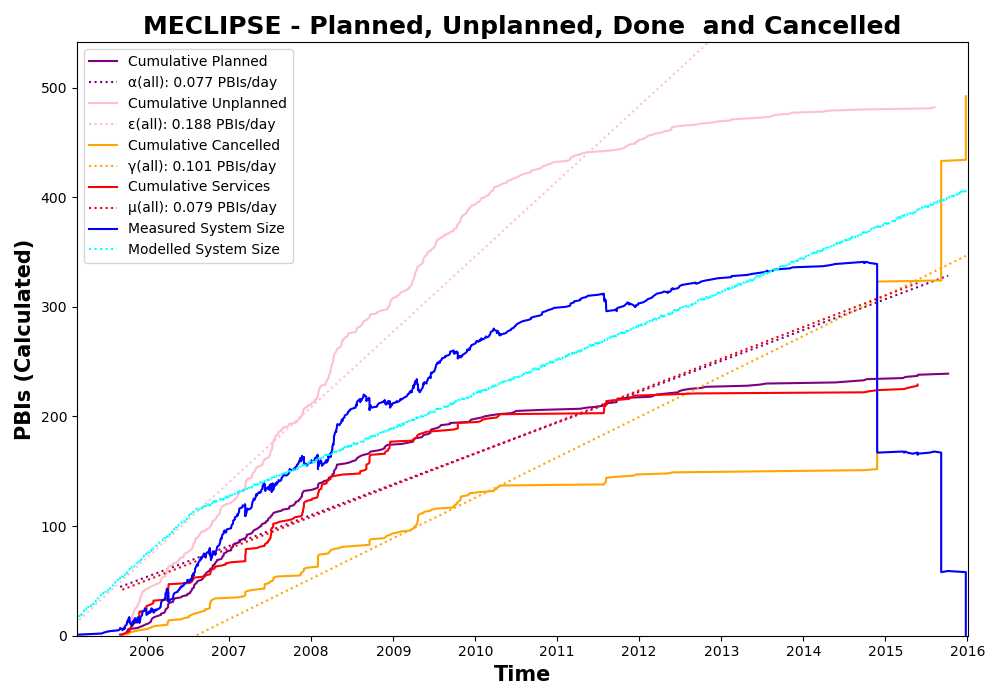 MECLIPSE - Planned, Unplanned, Done  and Cancelled
Cumulative Planned
α(all): 0.077 PBIs/day
Cumulative Unplanned
ε(all): 0.188 PBIs/day
Cumulative Cancelled
γ(all): 0.101 PBIs/day
Cumulative Services
μ(all): 0.079 PBIs/day
Measured System Size
Modelled System Size
PBIs (Calculated)
500
400
300
200
100
0
2006 2007 2008 2009 2010 2011 2012 2013 2014 2015 2016
Time